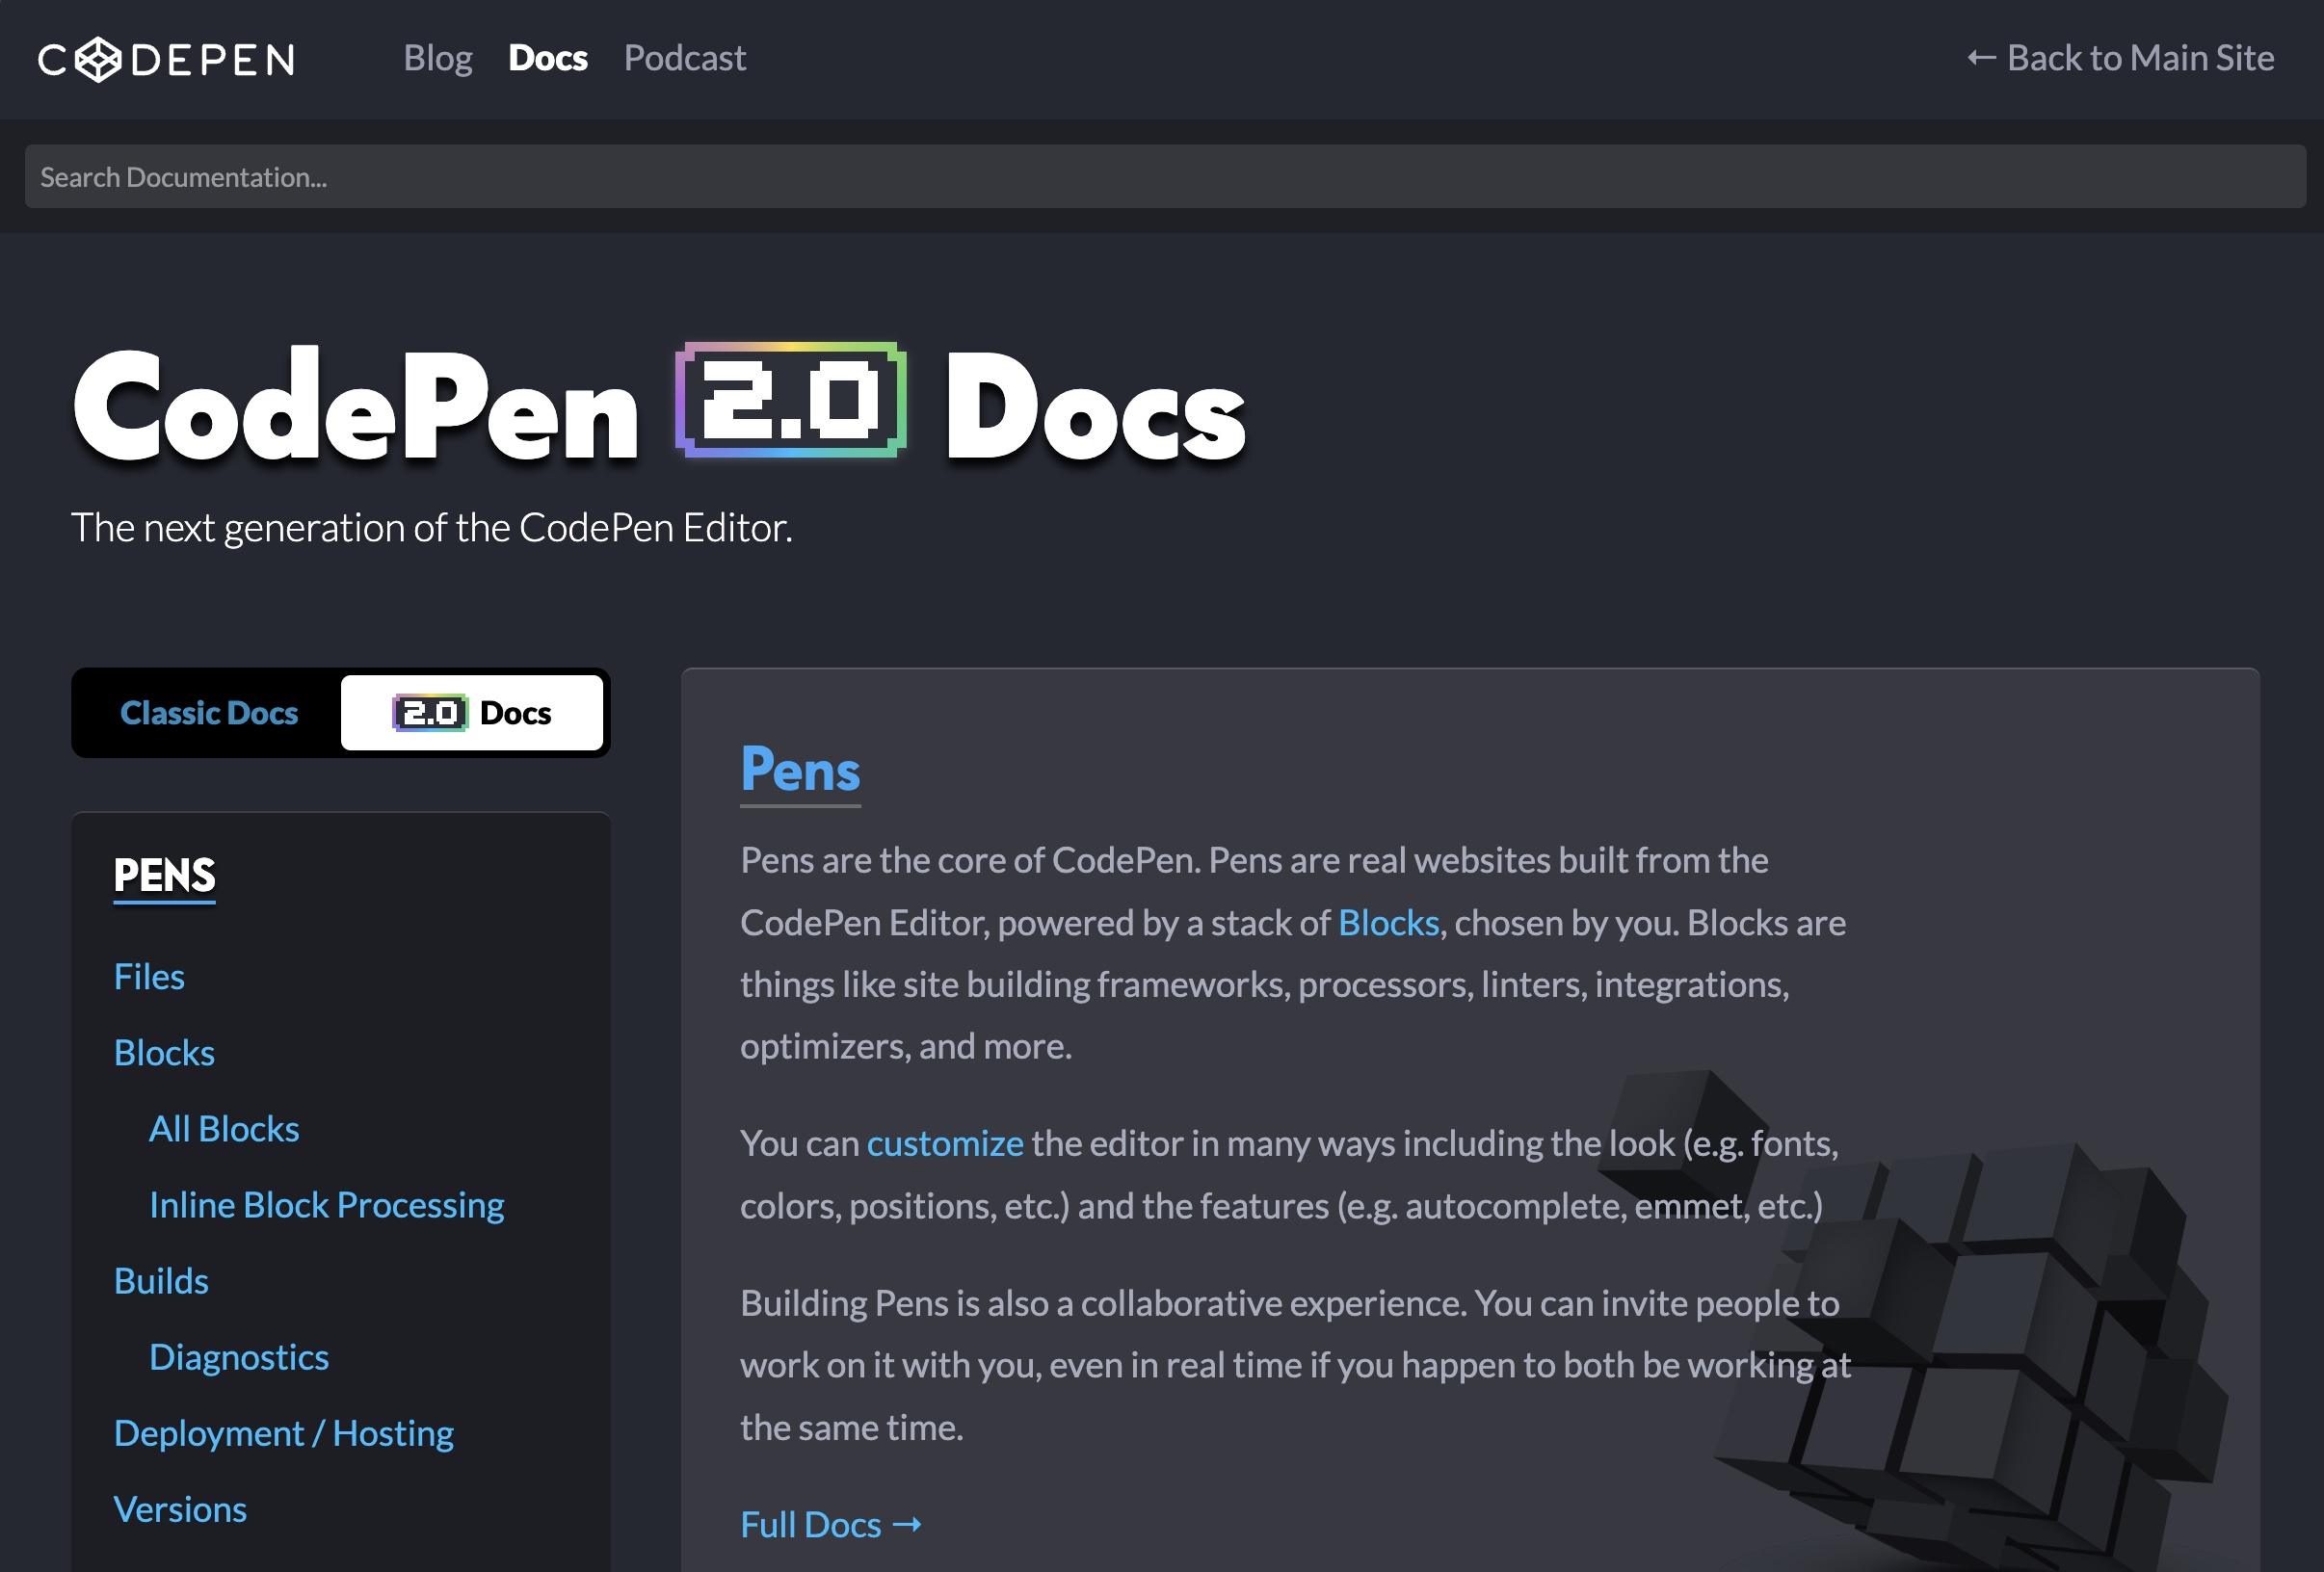 CODEPEN
Blog Docs Podcast
← Back to Main Site
Search Documentation...
CodePen 2.0 Docs
The next generation of the CodePen Editor.
Classic Docs
2.0 Docs
PENS
Files
Blocks
All Blocks
Inline Block Processing
Builds
Diagnostics
Deployment / Hosting
Versions
Pens
Pens are the core of CodePen. Pens are real websites built from the
CodePen Editor, powered by a stack of Blocks, chosen by you. Blocks are
things like site building frameworks, processors, linters, integrations,
optimizers, and more.
You can customize the editor in many ways including the look (e.g. fonts,
colors, positions, etc.) and the features (e.g. autocomplete, emmet, etc.)
Building Pens is also a collaborative experience. You can invite people to
work on it with you, even in real time if you happen to both be working at
the same time.
Full Docs →